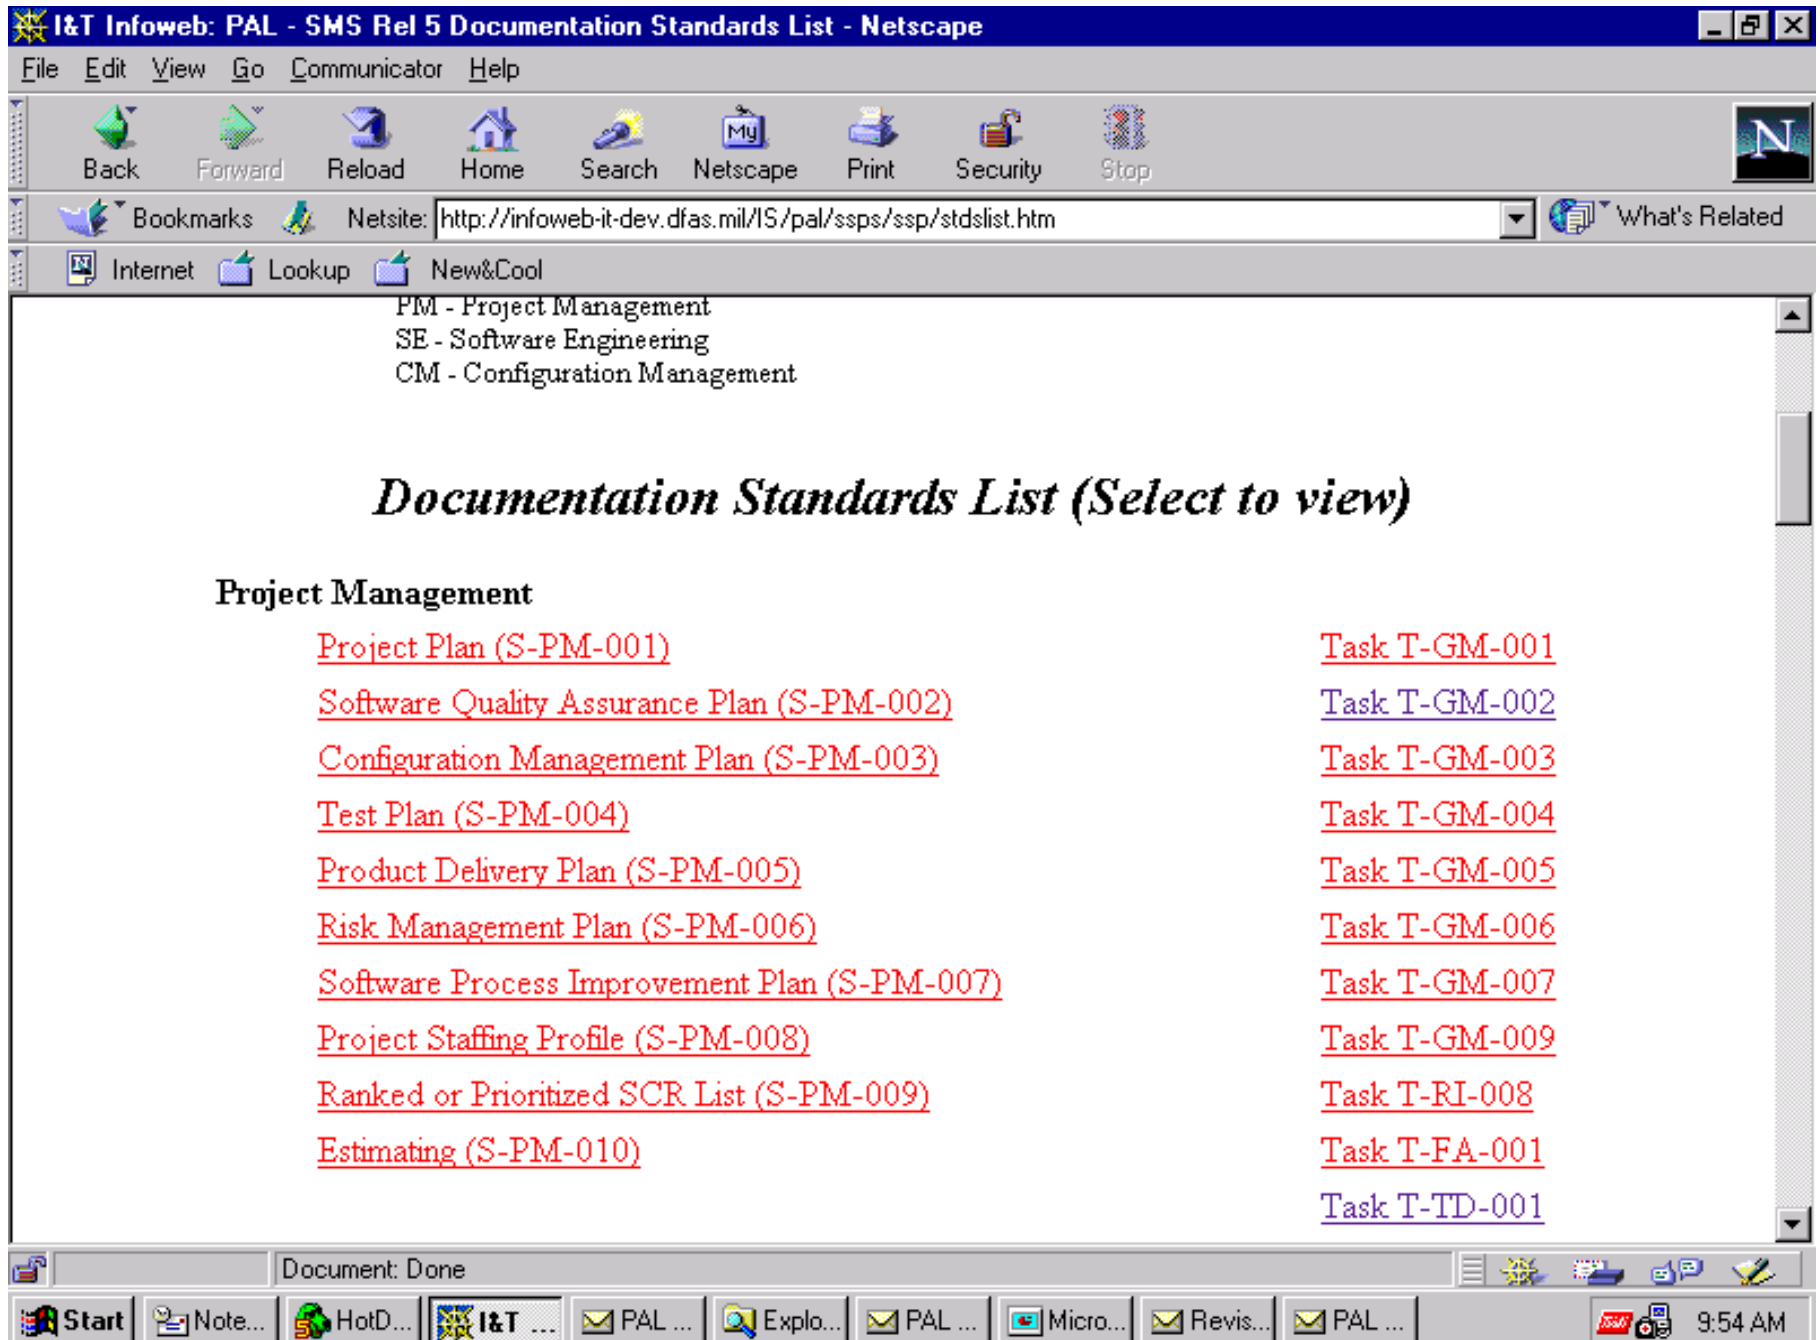 I&T Infoweb: PAL - SMS Rel 5 Documentation Standards List - Netscape
File Edit View Go Communicator Help
My N
Back Forward Reload Home Search Netscape Print Security Stop
Bookmarks Netsite: http://infoweb-it-dev.dfas.mil/IS/pal/ssps/ssp/stdslist.htm What's Related
Internet Lookup New&Cool
PM - Project Management
SE - Software Engineering
CM - Configuration Management
Documentation Standards List (Select to view)
Project Management
Project Plan (S-PM-001) Task T-GM-001
Software Quality Assurance Plan (S-PM-002) Task T-GM-002
Configuration Management Plan (S-PM-003) Task T-GM-003
Test Plan (S-PM-004) Task T-GM-004
Product Delivery Plan (S-PM-005) Task T-GM-005
Risk Management Plan (S-PM-006) Task T-GM-006
Software Process Improvement Plan (S-PM-007) Task T-GM-007
Project Staffing Profile (S-PM-008) Task T-GM-009
Ranked or Prioritized SCR List (S-PM-009) Task T-RI-008
Estimating (S-PM-010) Task T-FA-001
Task T-TD-001
Document: Done
Start Note... HotD... I&T ... PAL ... Explo... PAL ... Micro... Revis... PAL ... 9:54 AM